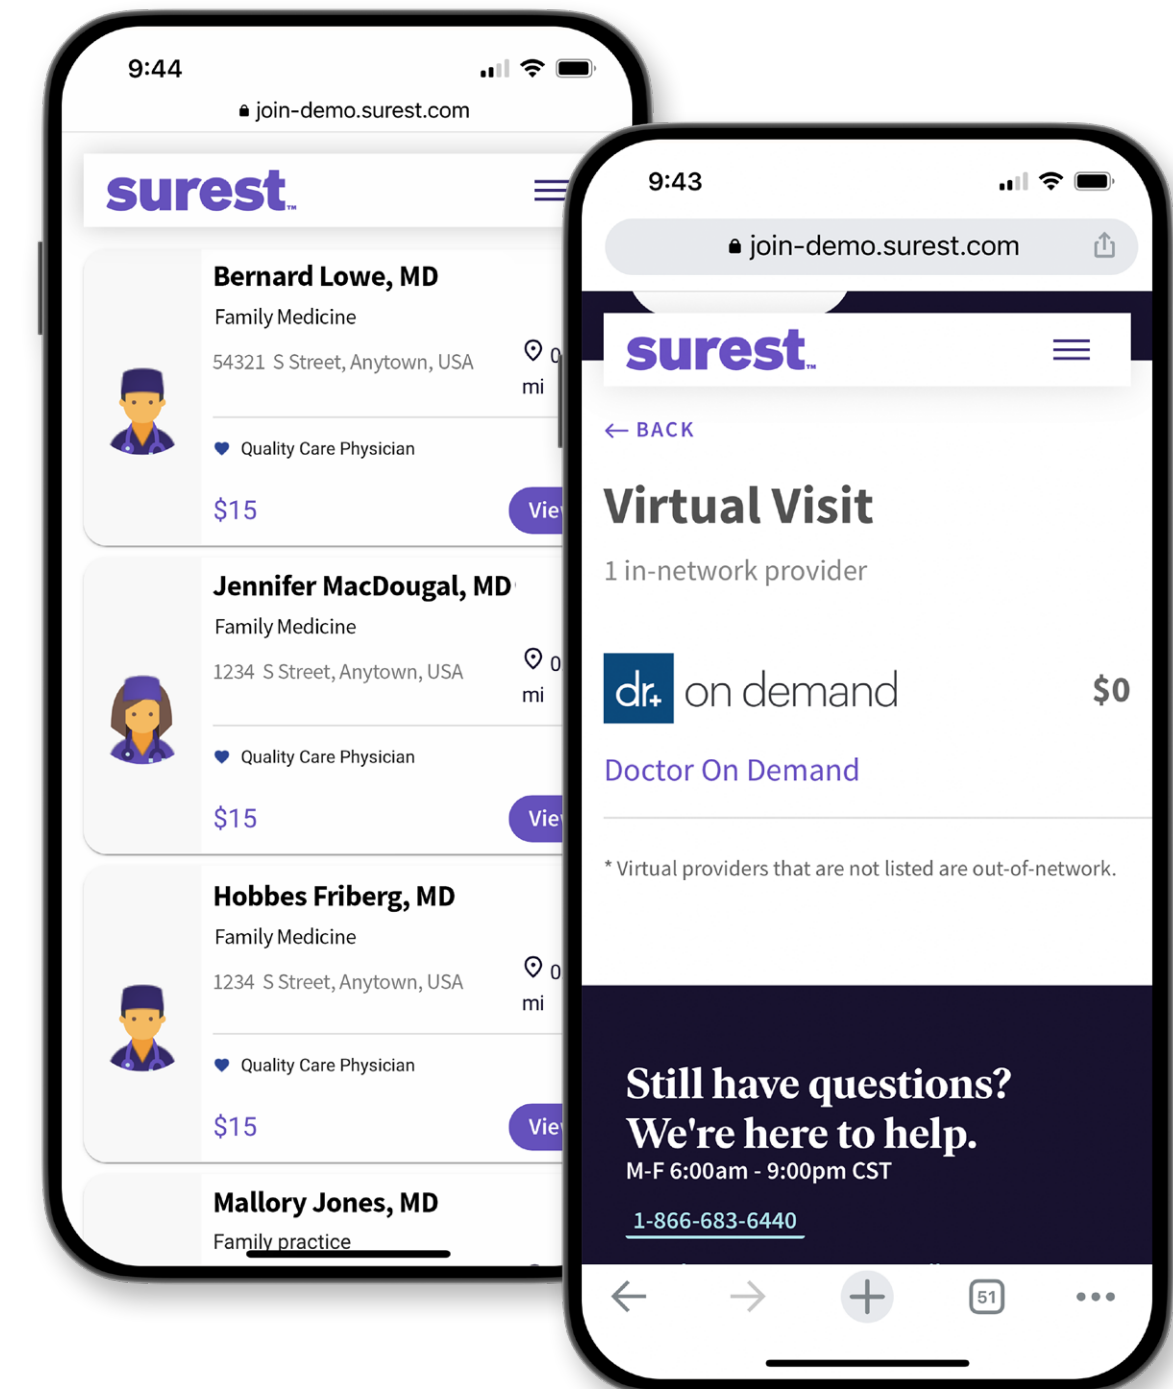 9:44
join-demo.surest.com
surest™
Bernard Lowe, MD
Family Medicine
54321 S Street, Anytown, USA
0
mi
Quality Care Physician
$15
Jennifer MacDougal, MD
Family Medicine
1234 S Street, Anytown, USA
0
mi
Quality Care Physician
$15
Hobbes Friberg, MD
Family Medicine
1234 S Street, Anytown, USA
0
mi
Quality Care Physician
$15
Mallory Jones, MD
Family practice
9:43
join-demo.surest.com
surest™
← BACK
Virtual Visit
1 in-network provider
dr+ on demand
$0
Doctor On Demand
* Virtual providers that are not listed are out-of-network.
Still have questions?
We're here to help.
M-F 6:00am - 9:00pm CST
1-866-683-6440
51